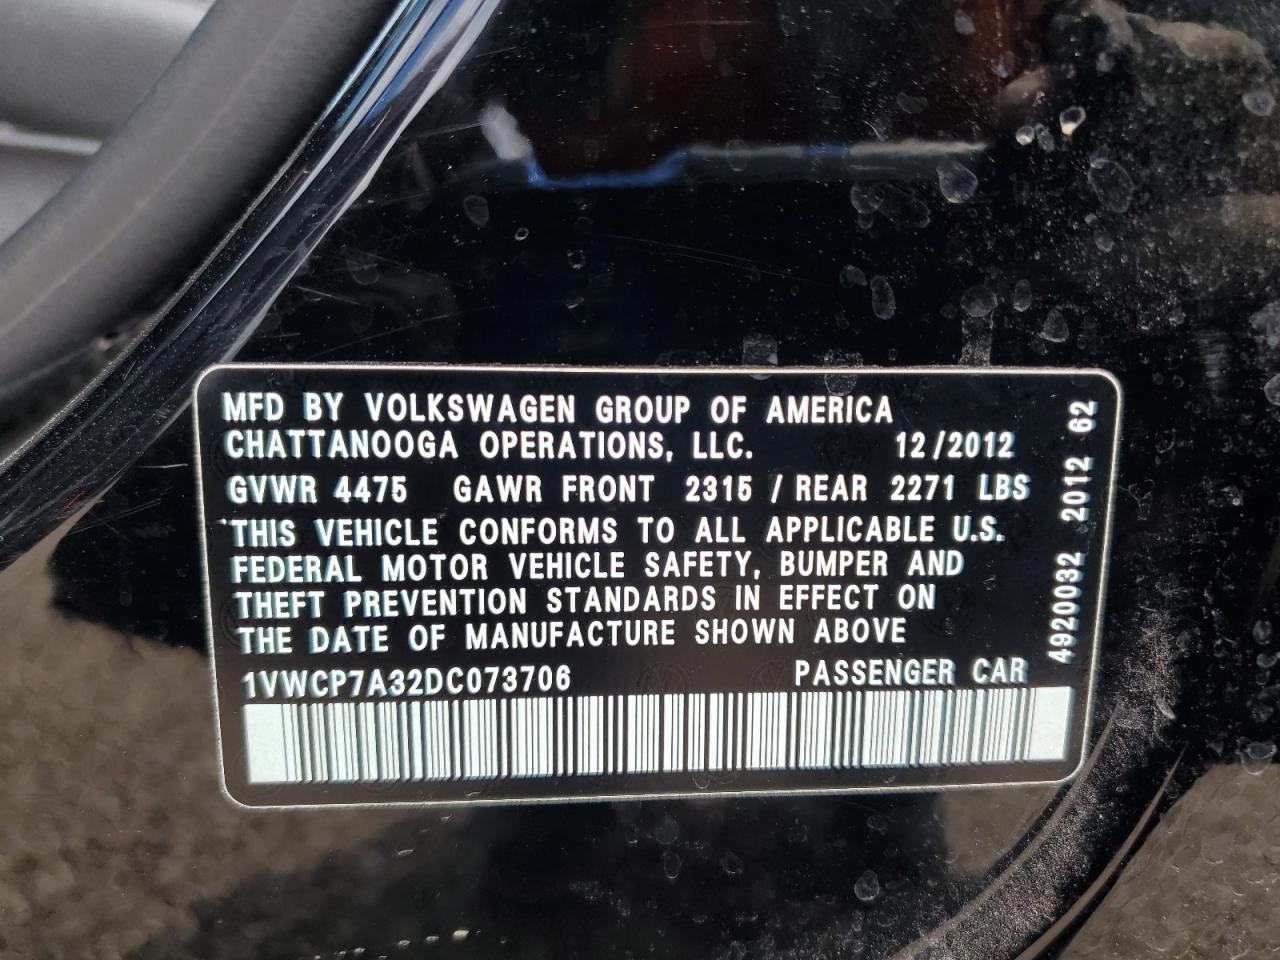 MFD BY VOLKSWAGEN GROUP OF AMERICA
CHATTANOOGA OPERATIONS, LLC. 12/2012
GVWR 4475 GAWR FRONT 2315 / REAR 2271 LBS
THIS VEHICLE CONFORMS TO ALL APPLICABLE U.S.
FEDERAL MOTOR VEHICLE SAFETY, BUMPER AND
THEFT PREVENTION STANDARDS IN EFFECT ON
THE DATE OF MANUFACTURE SHOWN ABOVE
1VWCP7A32DC073706 PASSENGER CAR
4920032 2012 62